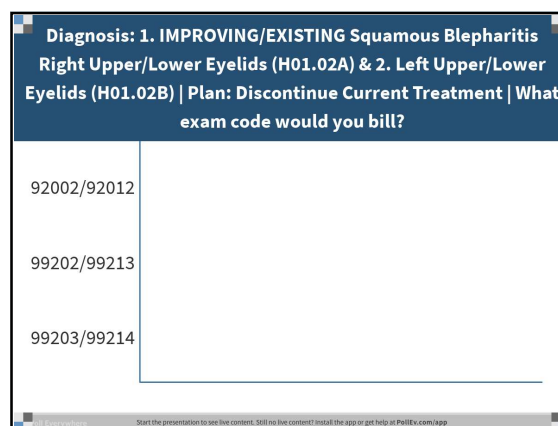 Diagnosis: 1. IMPROVING/EXISTING Squamous Blepharitis
Right Upper/Lower Eyelids (H01.02A) & 2. Left Upper/Lower
Eyelids (H01.02B) | Plan: Discontinue Current Treatment | What
exam code would you bill?
92002/92012
99202/99213
99203/99214
Poll Everywhere
Start the presentation to see live content. Still no live content? Install the app or get help at PollEv.com/app